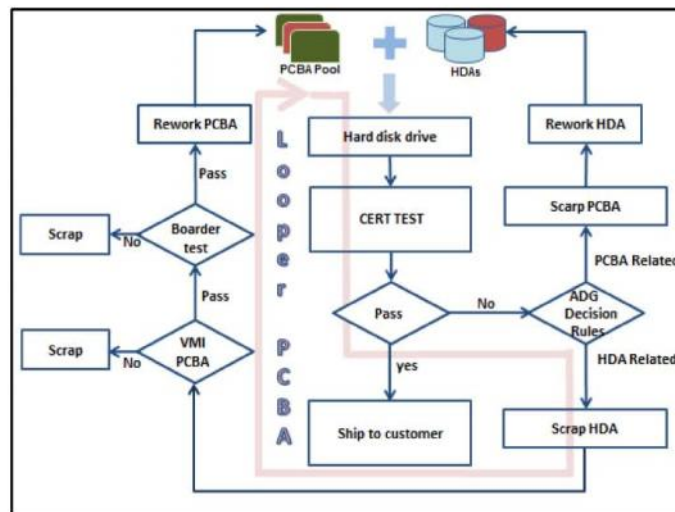 PCBA Pool
HDAs
Rework PCBA
Hard disk drive
Rework HDA
Pass
CERT TEST
Scarp PCBA
Scrap
No
Boarder
test
PCBA Related
Pass
Pass
No
ADG
Decision
Rules
Scrap
No
VMI
PCBA
HDA Related
yes
Ship to customer
Scrap HDA
Looper PCBA